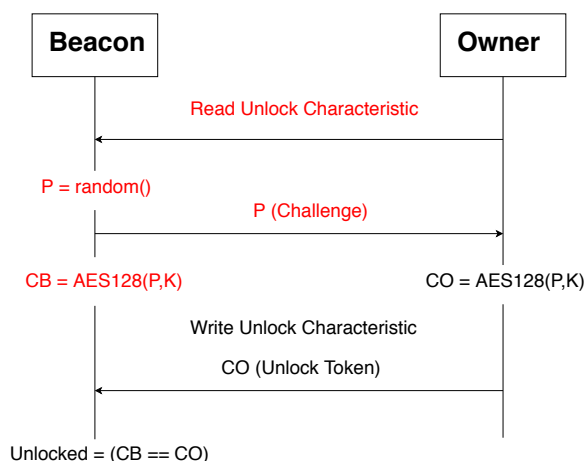 Beacon
Owner
Read Unlock Characteristic
P = random()
P (Challenge)
CB = AES128(P,K)
CO = AES128(P,K)
Write Unlock Characteristic
CO (Unlock Token)
Unlocked = (CB == CO)